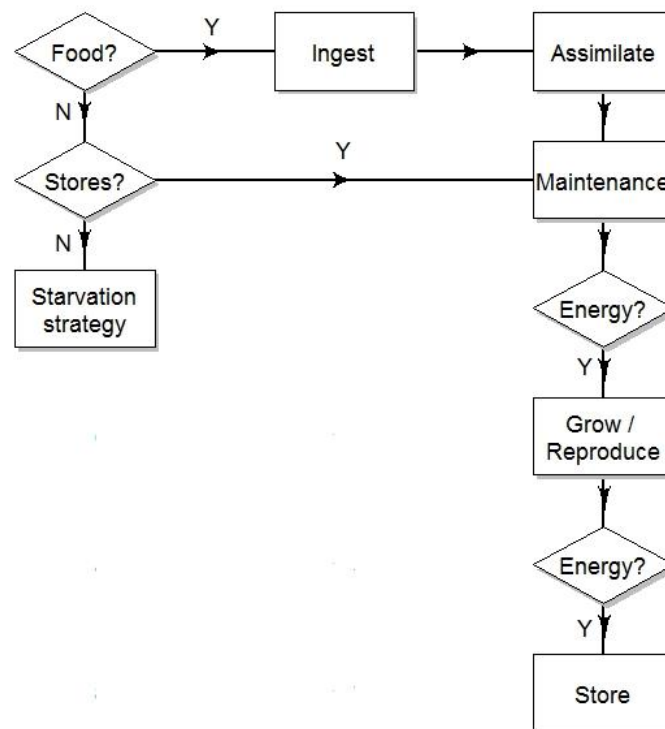 Y
Food?
Ingest
Assimilate
N
Y
Stores?
Maintenance
N
Starvation
strategy
Energy?
Y
Grow /
Reproduce
Energy?
Y
Store